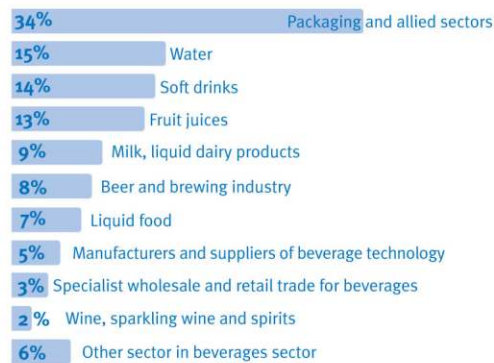 34% Packaging and allied sectors
15% Water
14% Soft drinks
13% Fruit juices
9% Milk, liquid dairy products
8% Beer and brewing industry
7% Liquid food
5% Manufacturers and suppliers of beverage technology
3% Specialist wholesale and retail trade for beverages
2% Wine, sparkling wine and spirits
6% Other sector in beverages sector